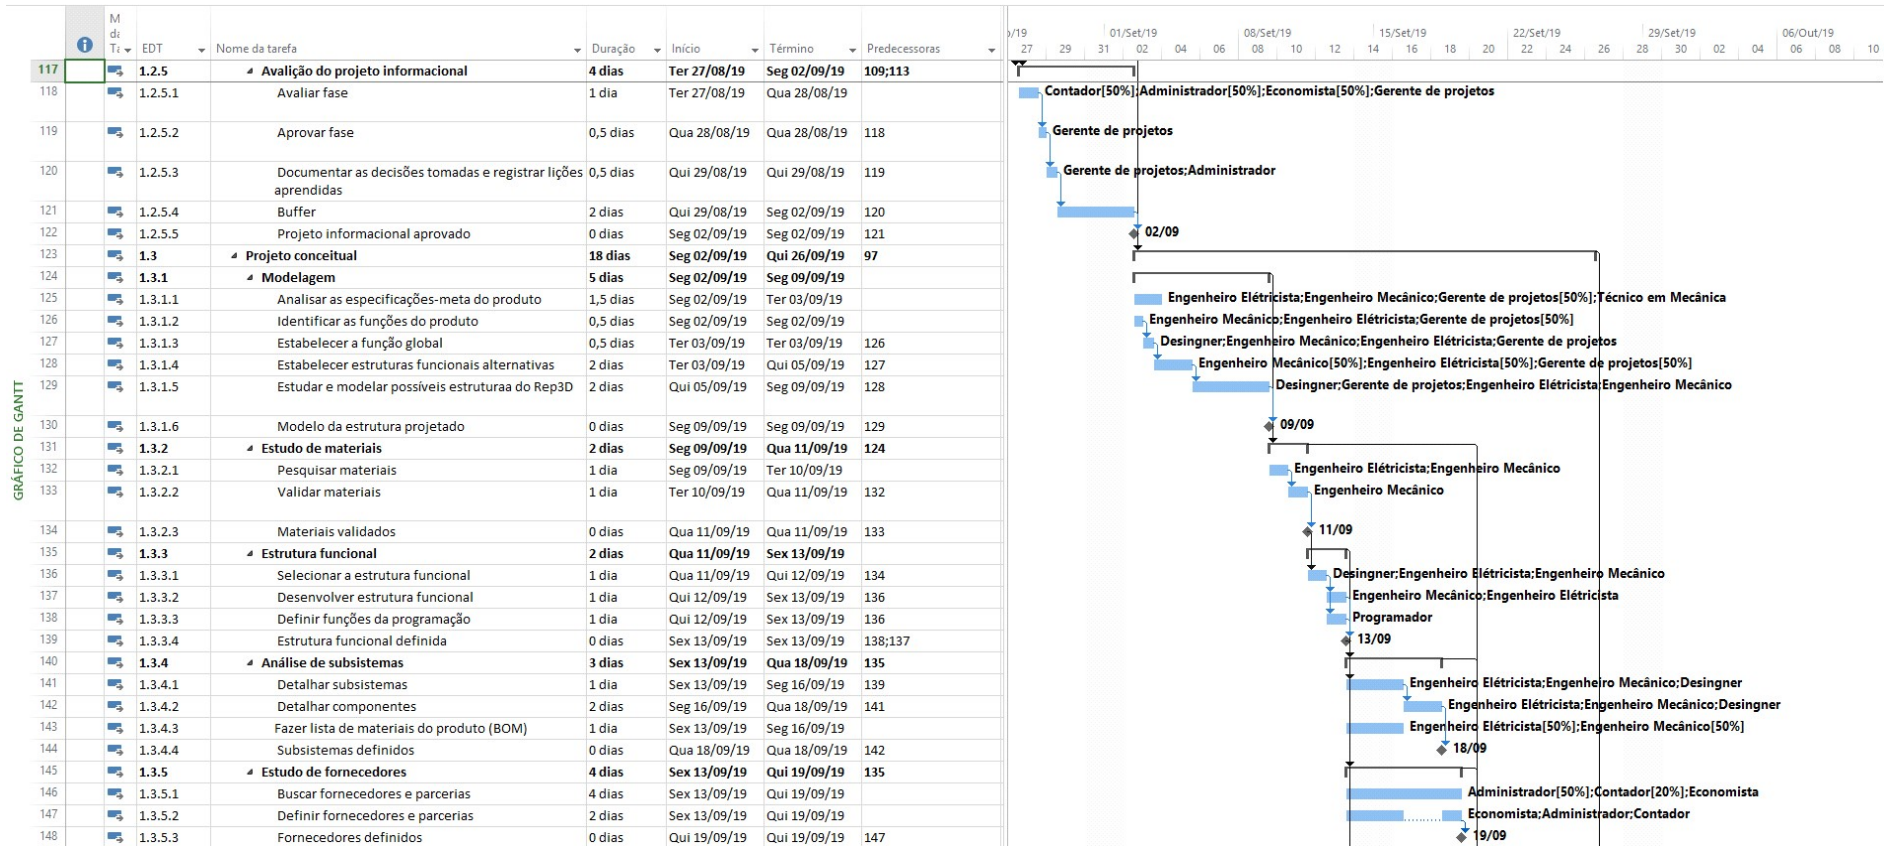 GRÁFICO DE GANTT
M
da
Ta EDT Nome da tarefa Duração Início Término Predecessoras
117 1.2.5 Avalição do projeto informacional 4 dias Ter 27/08/19 Seg 02/09/19 109;113
118 1.2.5.1 Avaliar fase 1 dia Ter 27/08/19 Qua 28/08/19
119 1.2.5.2 Aprovar fase 0,5 dias Qua 28/08/19 Qua 28/08/19 118
120 1.2.5.3 Documentar as decisões tomadas e registrar lições 0,5 dias Qui 29/08/19 Qui 29/08/19 119
aprendidas
121 1.2.5.4 Buffer 2 dias Qui 29/08/19 Seg 02/09/19 120
122 1.2.5.5 Projeto informacional aprovado 0 dias Seg 02/09/19 Seg 02/09/19 121
123 1.3 Projeto conceitual 18 dias Seg 02/09/19 Qui 26/09/19 97
124 1.3.1 Modelagem 5 dias Seg 02/09/19 Seg 09/09/19
125 1.3.1.1 Analisar as especificações-meta do produto 1,5 dias Seg 02/09/19 Ter 03/09/19
126 1.3.1.2 Identificar as funções do produto 0,5 dias Seg 02/09/19 Seg 02/09/19
127 1.3.1.3 Estabelecer a função global 0,5 dias Ter 03/09/19 Ter 03/09/19 126
128 1.3.1.4 Estabelecer estruturas funcionais alternativas 2 dias Ter 03/09/19 Qui 05/09/19 127
129 1.3.1.5 Estudar e modelar possíveis estruturaa do Rep3D 2 dias Qui 05/09/19 Seg 09/09/19 128
130 1.3.1.6 Modelo da estrutura projetado 0 dias Seg 09/09/19 Seg 09/09/19 129
131 1.3.2 Estudo de materiais 2 dias Seg 09/09/19 Qua 11/09/19 124
132 1.3.2.1 Pesquisar materiais 1 dia Seg 09/09/19 Ter 10/09/19
133 1.3.2.2 Validar materiais 1 dia Ter 10/09/19 Qua 11/09/19 132
134 1.3.2.3 Materiais validados 0 dias Qua 11/09/19 Qua 11/09/19 133
135 1.3.3 Estrutura funcional 2 dias Qua 11/09/19 Sex 13/09/19
136 1.3.3.1 Selecionar a estrutura funcional 1 dia Qua 11/09/19 Qui 12/09/19 134
137 1.3.3.2 Desenvolver estrutura funcional 1 dia Qui 12/09/19 Sex 13/09/19 136
138 1.3.3.3 Definir funções da programação 1 dia Qui 12/09/19 Sex 13/09/19 136
139 1.3.3.4 Estrutura funcional definida 0 dias Sex 13/09/19 Sex 13/09/19 138;137
140 1.3.4 Análise de subsistemas 3 dias Sex 13/09/19 Qua 18/09/19 135
141 1.3.4.1 Detalhar subsistemas 1 dia Sex 13/09/19 Seg 16/09/19 139
142 1.3.4.2 Detalhar componentes 2 dias Seg 16/09/19 Qua 18/09/19 141
143 1.3.4.3 Fazer lista de materiais do produto (BOM) 1 dia Sex 13/09/19 Seg 16/09/19
144 1.3.4.4 Subsistemas definidos 0 dias Qua 18/09/19 Qua 18/09/19 142
145 1.3.5 Estudo de fornecedores 4 dias Sex 13/09/19 Qui 19/09/19 135
146 1.3.5.1 Buscar fornecedores e parcerias 4 dias Sex 13/09/19 Qui 19/09/19
147 1.3.5.2 Definir fornecedores e parcerias 2 dias Sex 13/09/19 Qui 19/09/19
148 1.3.5.3 Fornecedores definidos 0 dias Qui 19/09/19 Qui 19/09/19 147
o/19 01/Set/19 08/Set/19 15/Set/19 22/Set/19 29/Set/19 06/Out/19
27 29 31 02 04 06 08 10 12 14 16 18 20 22 24 26 28 30 02 04 06 08 10
Contador[50%];Administrador[50%];Economista[50%];Gerente de projetos
Gerente de projetos
Gerente de projetos;Administrador
02/09
Engenheiro Elétricista;Engenheiro Mecânico;Gerente de projetos[50%];Técnico em Mecânica
Engenheiro Mecânico;Engenheiro Elétricista;Gerente de projetos[50%]
Desingner;Engenheiro Mecânico;Engenheiro Elétricista;Gerente de projetos
Engenheiro Mecânico[50%];Engenheiro Elétricista[50%];Gerente de projetos[50%]
Desingner;Gerente de projetos;Engenheiro Elétricista;Engenheiro Mecânico
09/09
Engenheiro Elétricista;Engenheiro Mecânico
Engenheiro Mecânico
11/09
Desingner;Engenheiro Elétricista;Engenheiro Mecânico
Engenheiro Mecânico;Engenheiro Elétricista
Programador
13/09
Engenheiro Elétricista;Engenheiro Mecânico;Desingner
Engenheiro Elétricista;Engenheiro Mecânico;Desingner
Engenheiro Elétricista[50%];Engenheiro Mecânico[50%]
18/09
Administrador[50%];Contador[20%];Economista
Economista;Administrador;Contador
19/09